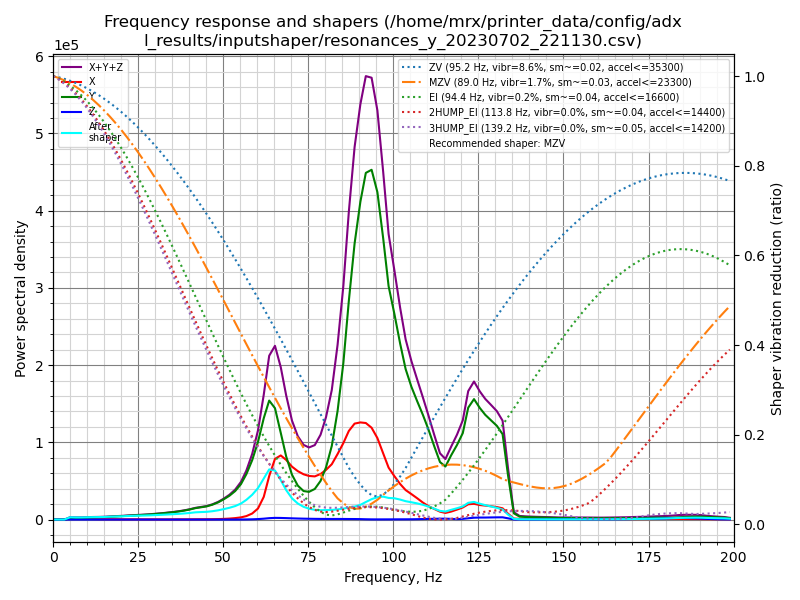 Frequency response and shapers (/home/mrx/printer_data/config/adx
l_results/inputshaper/resonances_y_20230702_221130.csv)
1e5
X+Y+Z
X
Y
Z
After
shaper
ZV (95.2 Hz, vibr=8.6%, sm~=0.02, accel<=35300)
MZV (89.0 Hz, vibr=1.7%, sm~=0.03, accel<=23300)
EI (94.4 Hz, vibr=0.2%, sm~=0.04, accel<=16600)
2HUMP_EI (113.8 Hz, vibr=0.0%, sm~=0.04, accel<=14400)
3HUMP_EI (139.2 Hz, vibr=0.0%, sm~=0.05, accel<=14200)
Recommended shaper: MZV
Power spectral density
6
5
4
3
2
1
0
Shaper vibration reduction (ratio)
1.0
0.8
0.6
0.4
0.2
0.0
0 25 50 75 100 125 150 175 200
Frequency, Hz